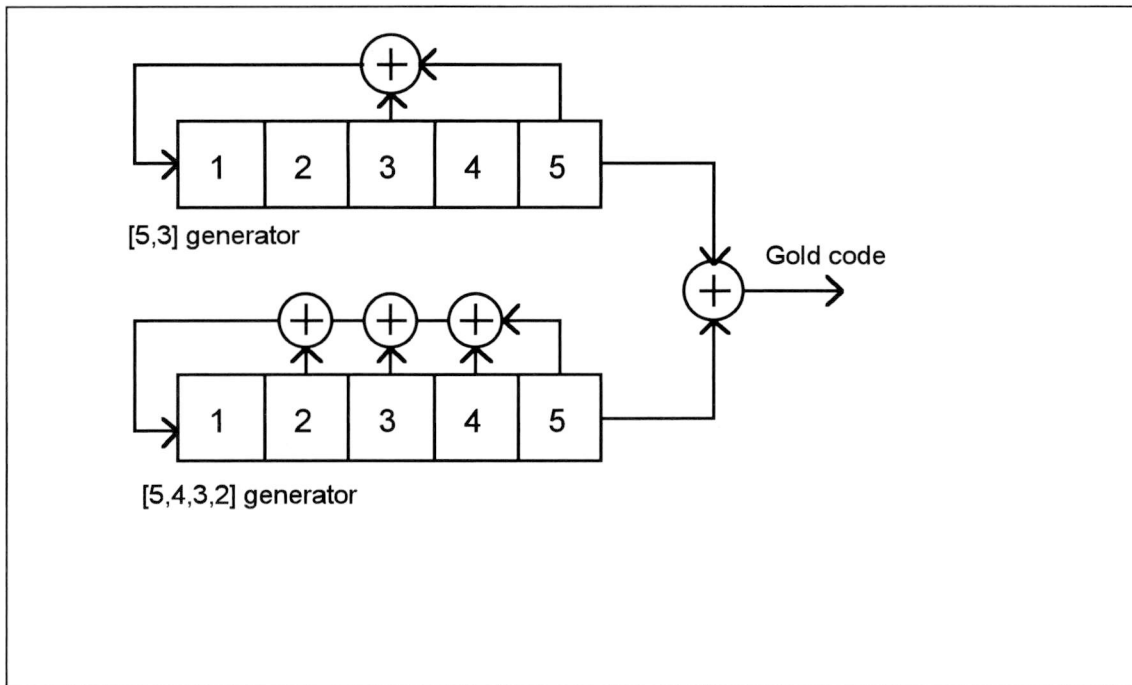 1 2 3 4 5
[5,3] generator
Gold code
1 2 3 4 5
[5,4,3,2] generator